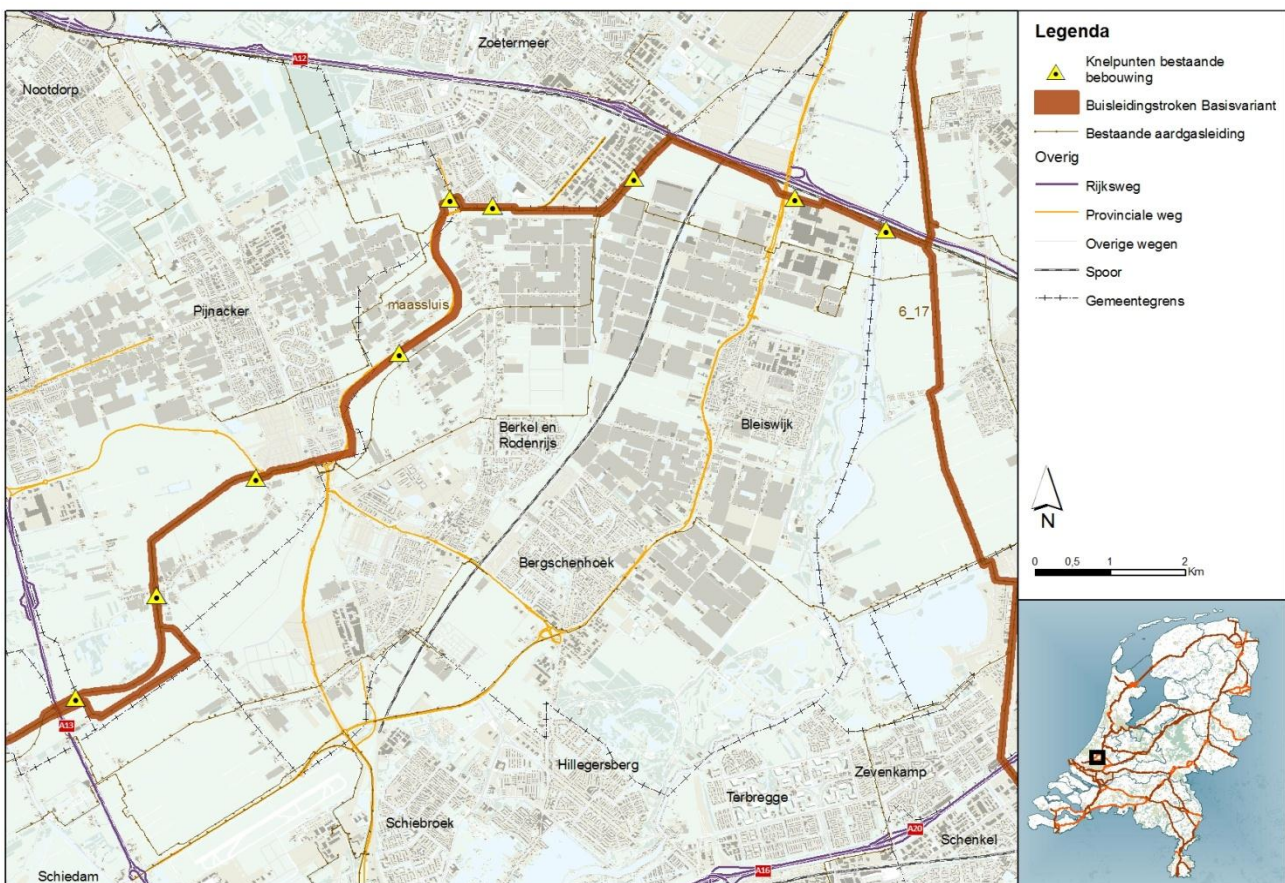 Zoetermeer
A12
Nootdorp
maassluis
Pijnacker
6_17
Berkel en
Rodenrijs
Bleiswijk
Bergschenhoek
A13
Hillegersberg
Zevenkamp
Terbregge
Schiebroek
A20
Schenkel
A16
Schiedam
Legenda
Knelpunten bestaande
bebouwing
Buisleidingstroken Basisvariant
Bestaande aardgasleiding
Overig
Rijksweg
Provinciale weg
Overige wegen
Spoor
Gemeentegrens
N
0 0,5 1 2
Km